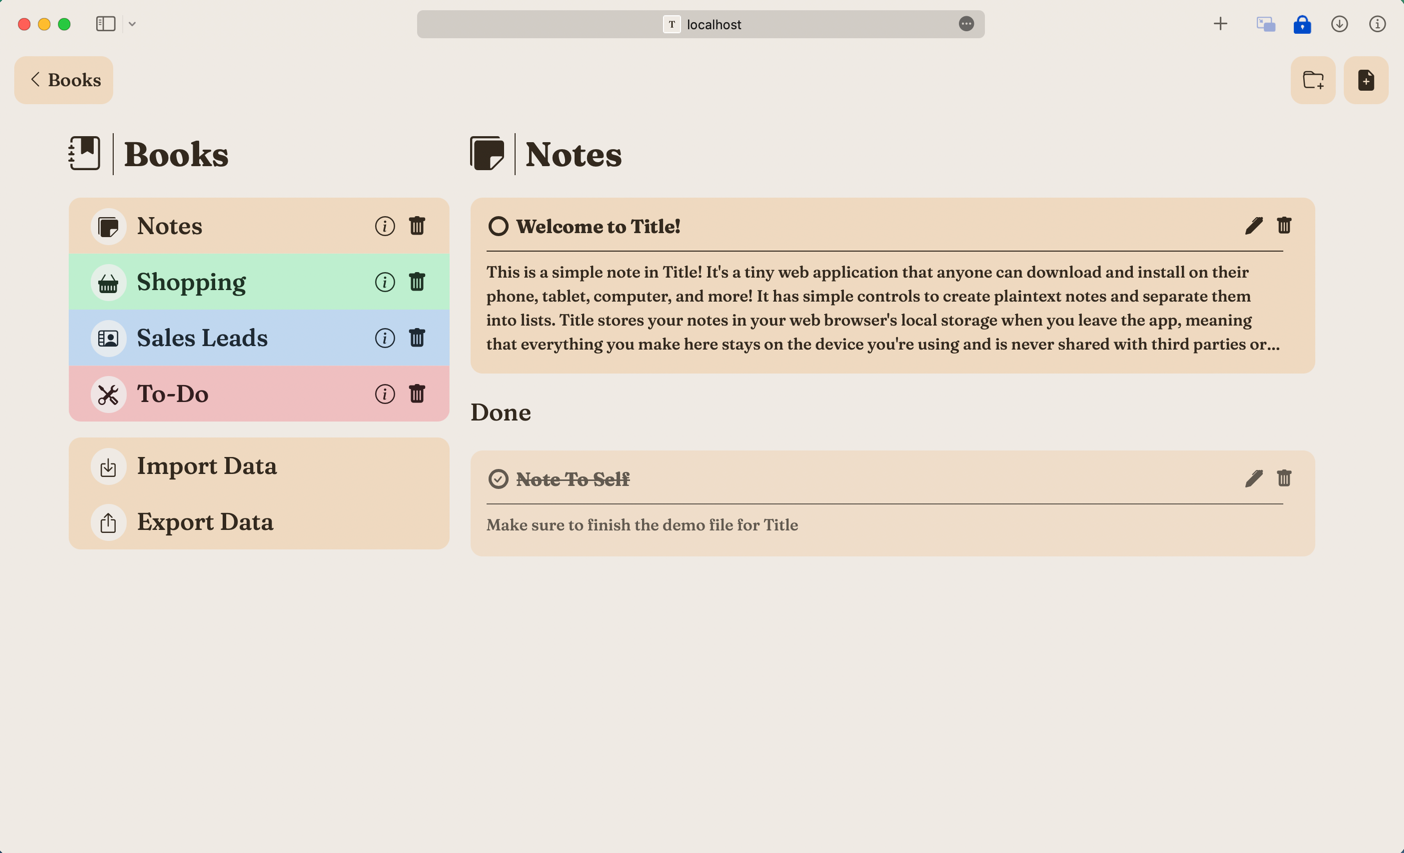 T localhost
Books
Books
Notes
Shopping
Sales Leads
To-Do
Import Data
Export Data
Notes
Welcome to Title!
This is a simple note in Title! It's a tiny web application that anyone can download and install on their
phone, tablet, computer, and more! It has simple controls to create plaintext notes and separate them
into lists. Title stores your notes in your web browser's local storage when you leave the app, meaning
that everything you make here stays on the device you're using and is never shared with third parties or...
Done
Note To Self
Make sure to finish the demo file for Title